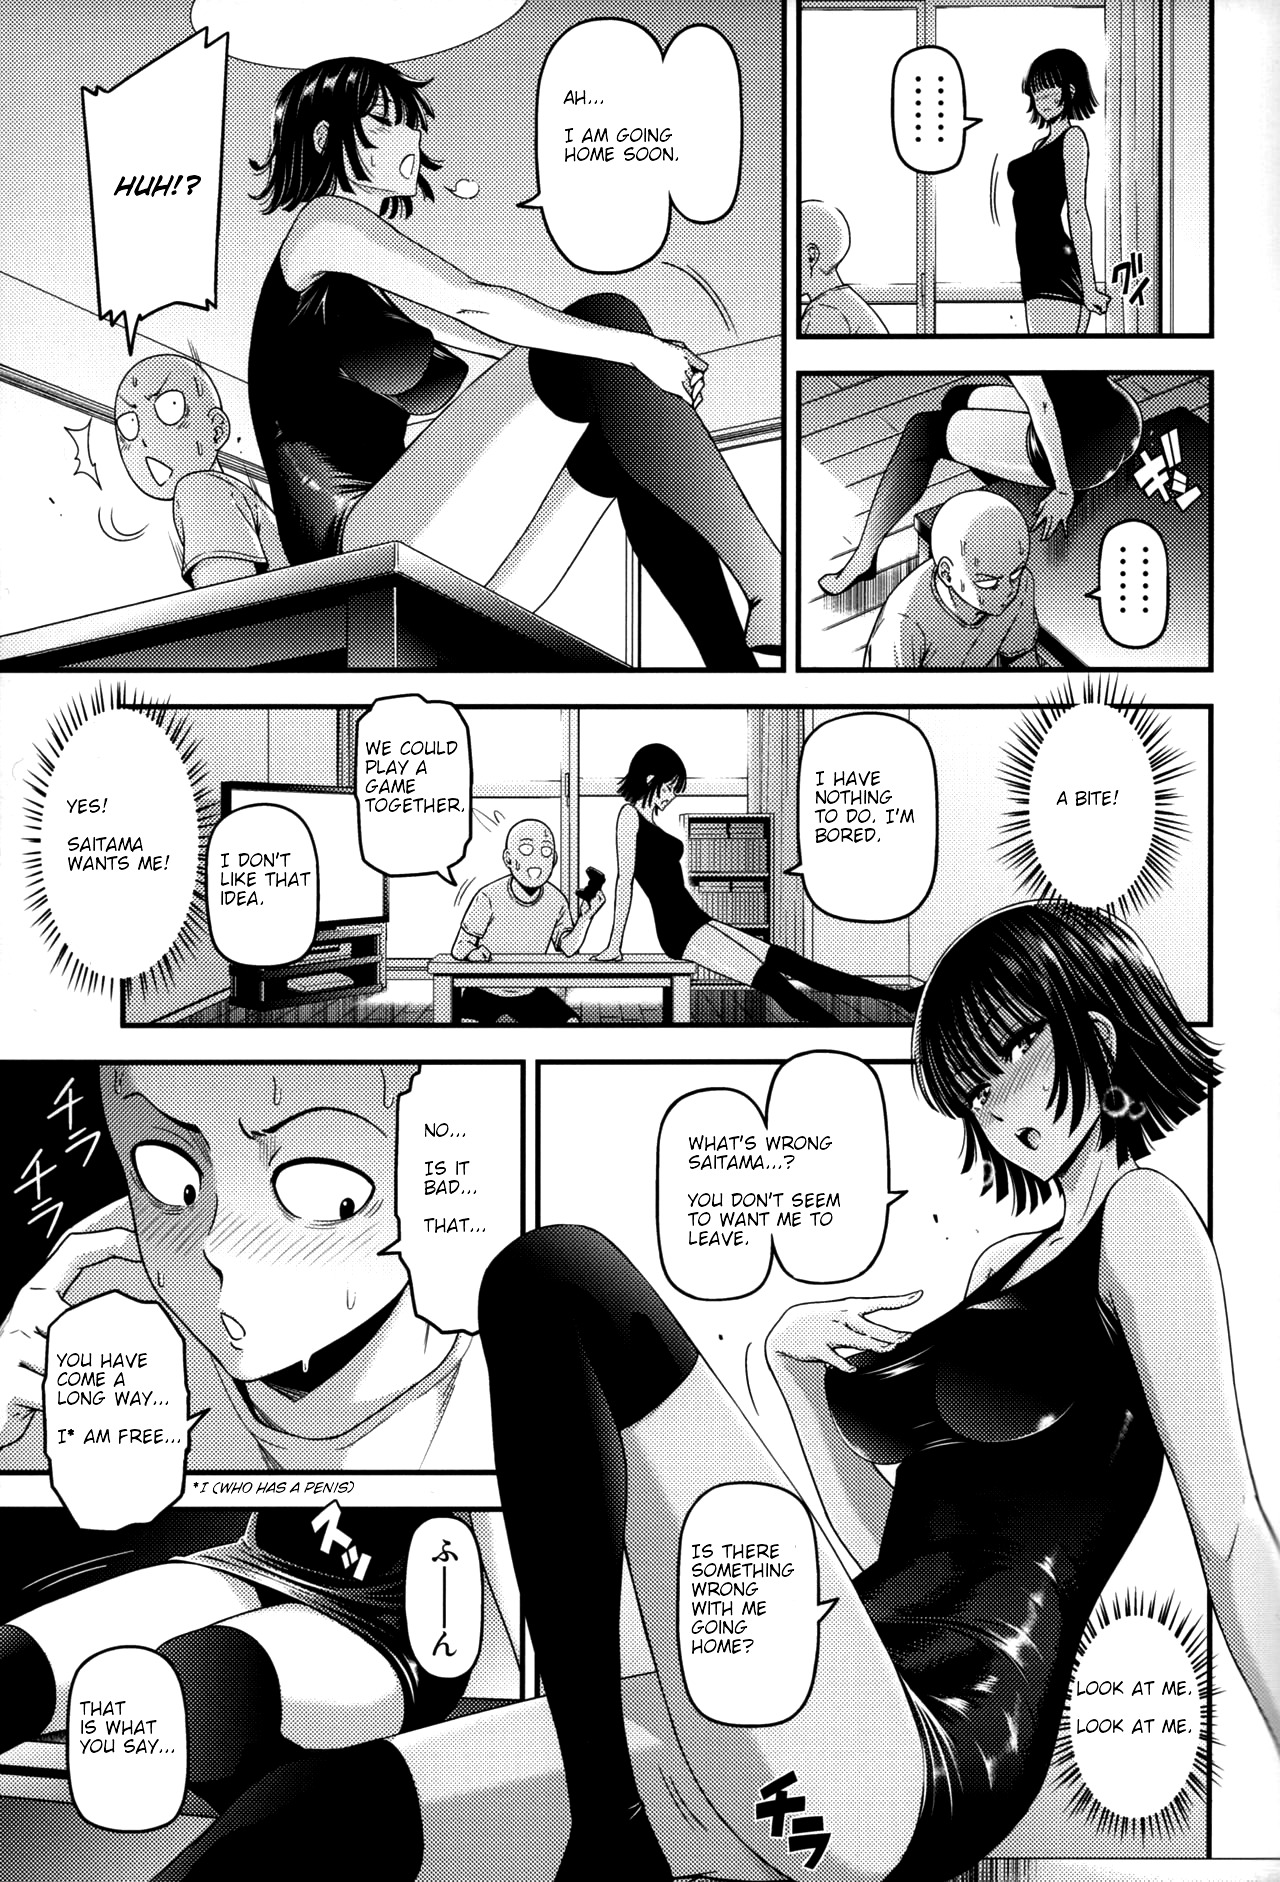 グイ
ギシ
AH...
I AM GOING
HOME SOON.
HUH!?
A BITE!
I HAVE
NOTHING
TO DO. I'M
BORED.
WE COULD
PLAY A
GAME
TOGETHER.
I DON'T
LIKE THAT
IDEA.
YES!
SAITAMA
WANTS ME!
WHAT'S WRONG
SAITAMA...?
YOU DON'T SEEM
TO WANT ME TO
LEAVE.
IS THERE
SOMETHING
WRONG
WITH ME
GOING
HOME?
LOOK AT ME.
LOOK AT ME.
チラ
NO...
IS IT
BAD...
THAT...
チラ
チラ
YOU HAVE
COME A
LONG WAY...
I* AM FREE...
*I (WHO HAS A PENIS)
ズッ
ふーん
THAT
IS WHAT
YOU SAY...